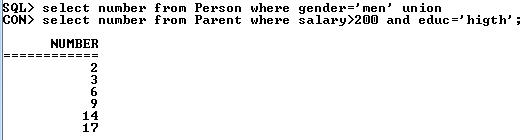 SQL> select number from Person where gender='men' union
CON> select number from Parent where salary>200 and educ='higth';
NUMBER
============
2
3
6
9
14
17